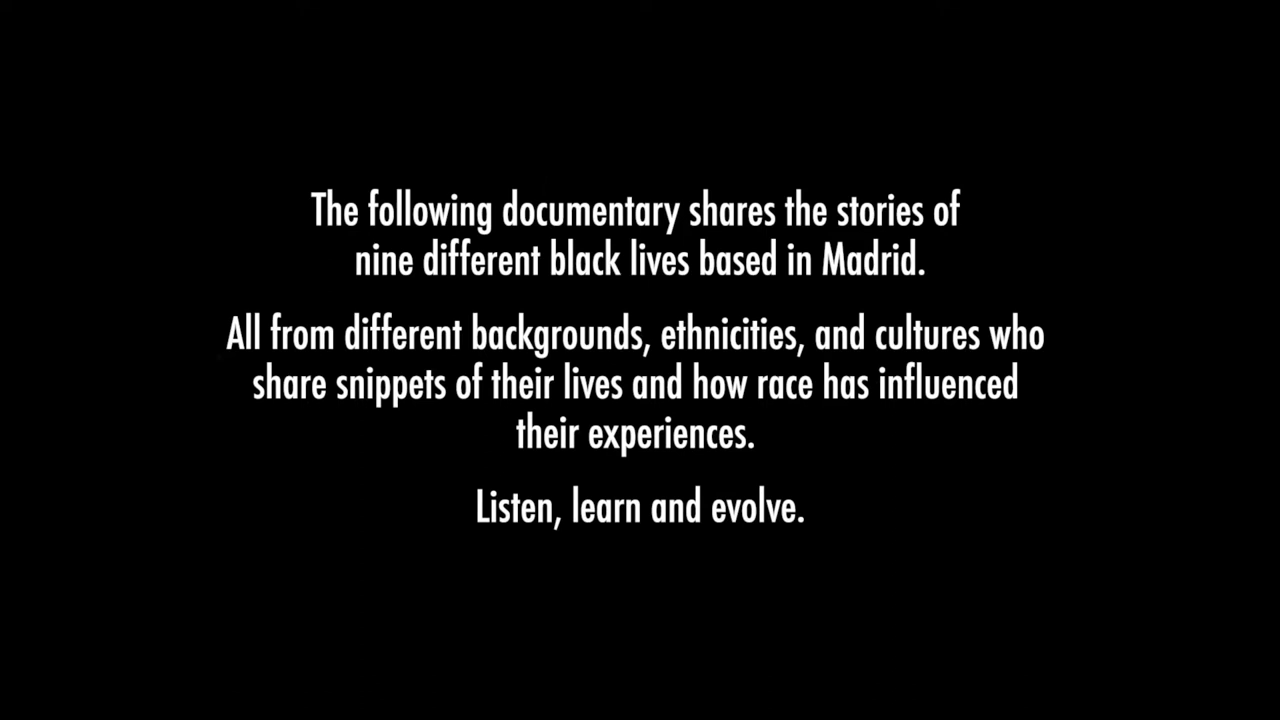 The following documentary shares the stories of
nine different black lives based in Madrid.
All from different backgrounds, ethnicities, and cultures who
share snippets of their lives and how race has influenced
their experiences.
Listen, learn and evolve.